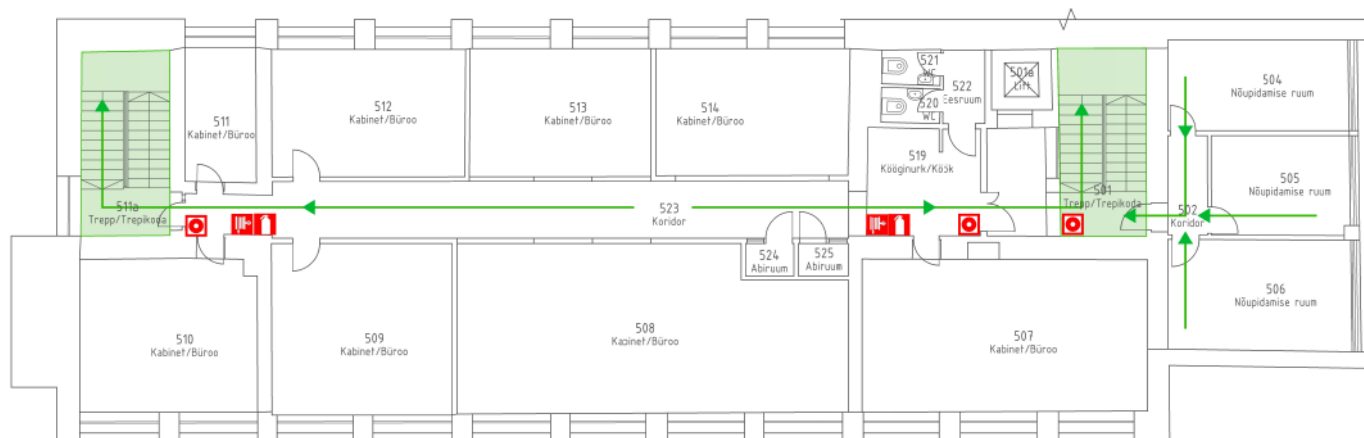 504
Nõupidamise ruum
521
WC
522
Eesruum
501a
Lift
520
WC
512
Kabinet/Büroo
513
Kabinet/Büroo
514
Kabinet/Büroo
511
Kabinet/Büroo
519
Kööginurk/Köök
505
Nõupidamise ruum
511a
Trepp/Trepikoda
523
Koridor
501
Trepp/Trepikoda
502
Koridor
524
Abiruum
525
Abiruum
506
Nõupidamise ruum
510
Kabinet/Büroo
509
Kabinet/Büroo
508
Kabinet/Büroo
507
Kabinet/Büroo